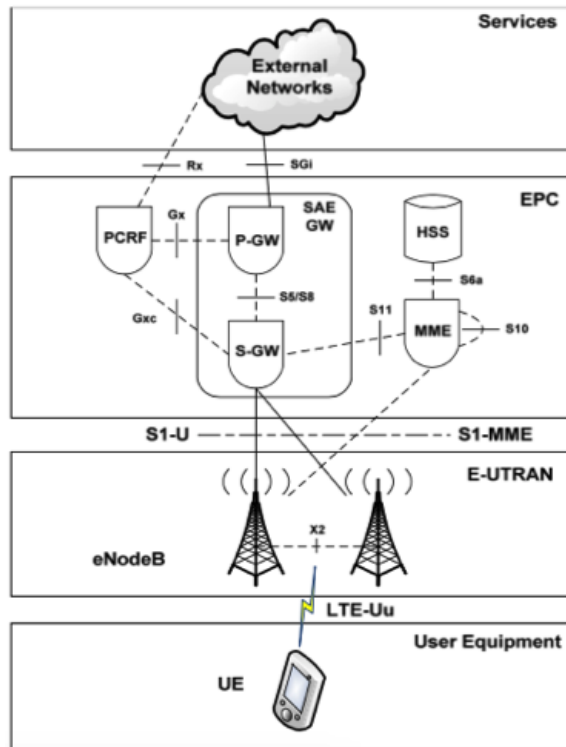 Services
External
Networks
Rx
SGi
EPC
SAE
GW
PCRF
Gx
P-GW
HSS
S6a
S5/S8
Gxc
S11
S-GW
MME
S10
S1-U
S1-MME
E-UTRAN
X2
eNodeB
LTE-Uu
User Equipment
UE